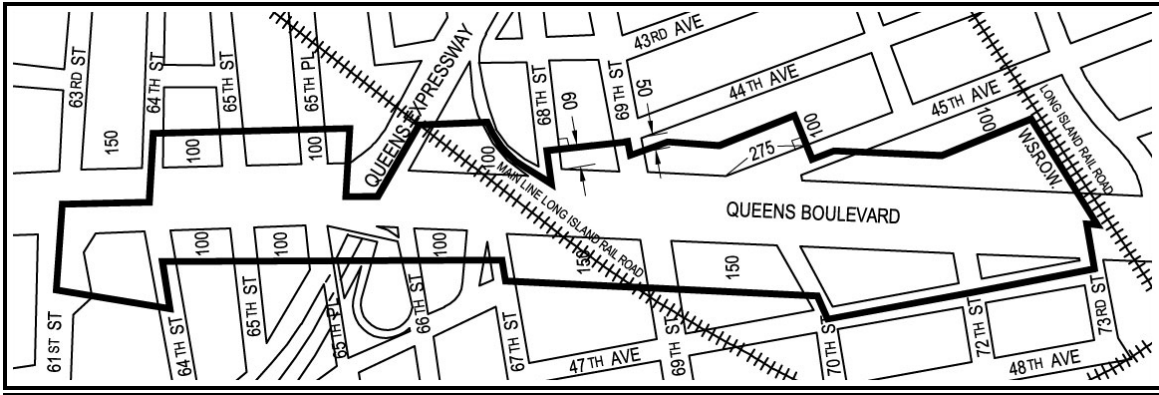 63RD ST
64TH ST
65TH ST
65TH PL
QUEENS EXPRESSWAY
68TH ST
69TH ST
43RD AVE
44TH AVE
45TH AVE
LONG ISLAND RAIL ROAD
W.S.R.O.W.
150
100
100
100
60
50
275
100
100
MAIN LINE LONG ISLAND RAIL ROAD
QUEENS BOULEVARD
100
100
100
150
150
61ST ST
64TH ST
65TH ST
65TH PL
66TH ST
67TH ST
47TH AVE
69TH ST
70TH ST
72TH ST
48TH AVE
73RD ST